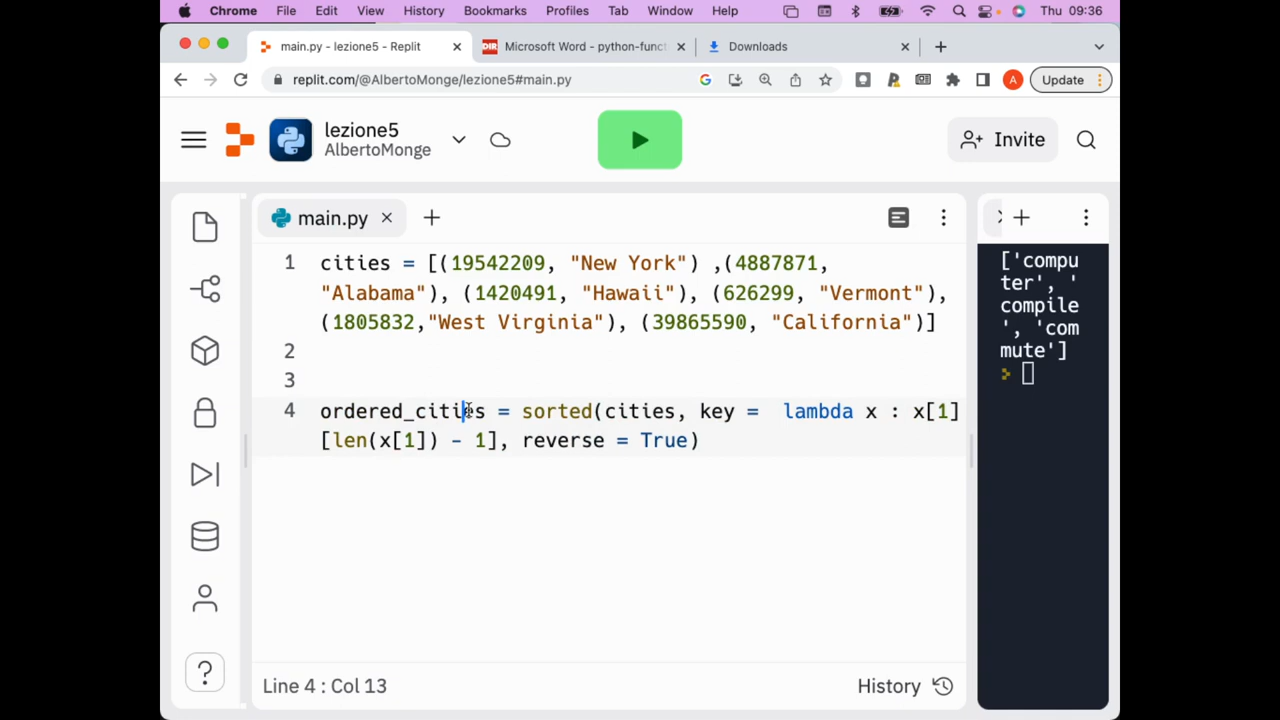 Chrome File Edit View History Bookmarks Profiles Tab Window Help Thu 09:36
main.py - lezione5 - Replit Microsoft Word - python-funct Downloads
replit.com/@AlbertoMonge/lezione5#main.py A Update
lezione5
AlbertoMonge
Invite
main.py
1 cities = [(19542209, "New York") ,(4887871,
"Alabama"), (1420491, "Hawaii"), (626299, "Vermont"),
(1805832,"West Virginia"), (39865590, "California")]
2
3
4 ordered_cities = sorted(cities, key =  lambda x : x[1]
[len(x[1]) - 1], reverse = True)
['compu
ter', '
compile
', 'com
mute']
Line 4 : Col 13
History